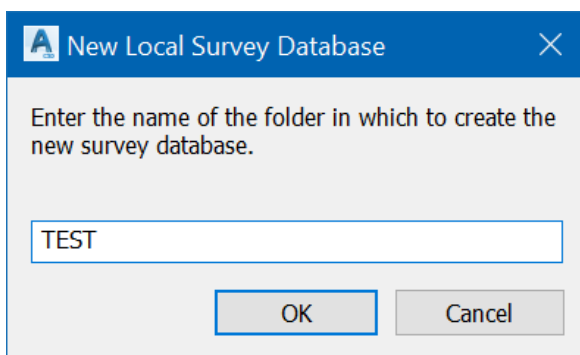 New Local Survey Database
Enter the name of the folder in which to create the
new survey database.
TEST
OK
Cancel